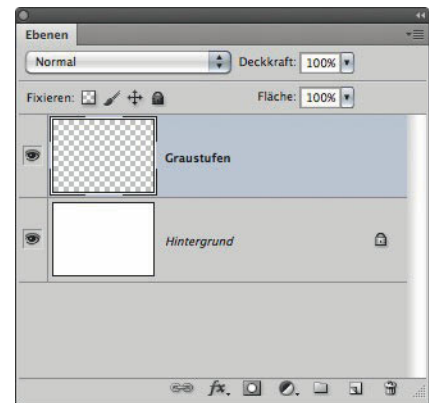 Ebenen
Normal Deckkraft: 100%
Fixieren: Fläche: 100%
Graustufen
Hintergrund
fx.